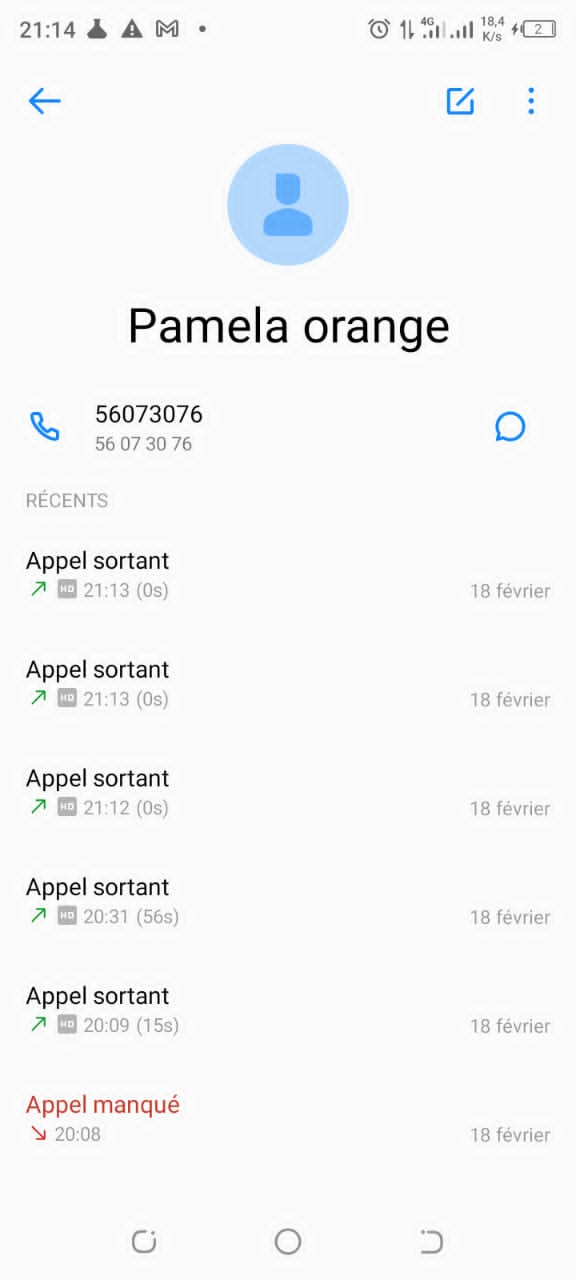 21:14
4G
18,4
K/s
2
Pamela orange
56073076
56 07 30 76
RÉCENTS
Appel sortant
HD 21:13 (0s) 18 février
Appel sortant
HD 21:13 (0s) 18 février
Appel sortant
HD 21:12 (0s) 18 février
Appel sortant
HD 20:31 (56s) 18 février
Appel sortant
HD 20:09 (15s) 18 février
Appel manqué
20:08 18 février